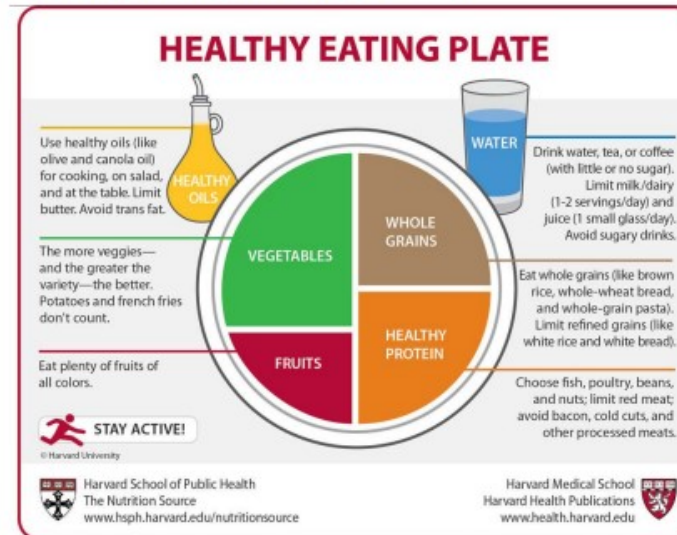 HEALTHY EATING PLATE
Use healthy oils (like
olive and canola oil)
for cooking, on salad,
and at the table. Limit
butter. Avoid trans fat.
HEALTHY
OILS
The more veggies—
and the greater the
variety—the better.
Potatoes and french fries
don't count.
Eat plenty of fruits of
all colors.
STAY ACTIVE!
© Harvard University
VEGETABLES
FRUITS
WHOLE
GRAINS
HEALTHY
PROTEIN
WATER
Drink water, tea, or coffee
(with little or no sugar).
Limit milk/dairy
(1-2 servings/day) and
juice (1 small glass/day).
Avoid sugary drinks.
Eat whole grains (like brown
rice, whole-wheat bread,
and whole-grain pasta).
Limit refined grains (like
white rice and white bread).
Choose fish, poultry, beans,
and nuts; limit red meat;
avoid bacon, cold cuts, and
other processed meats.
Harvard School of Public Health
The Nutrition Source
www.hsph.harvard.edu/nutritionsource
Harvard Medical School
Harvard Health Publications
www.health.harvard.edu